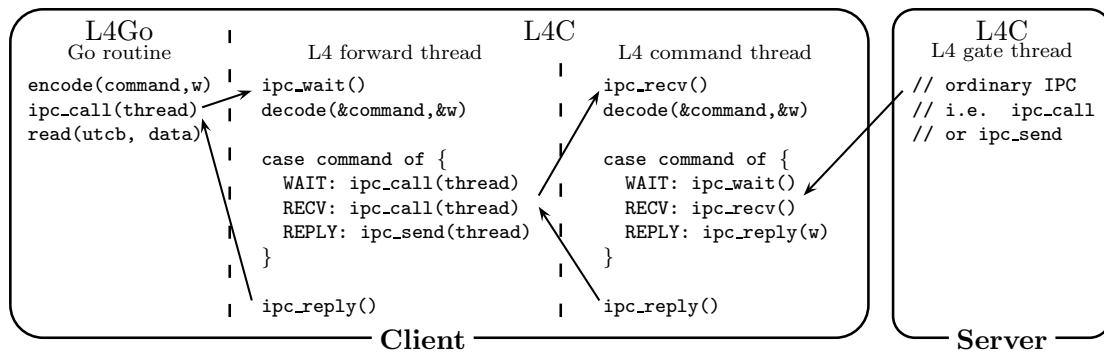 L4Go
Go routine
encode(command,w)
ipc_call(thread)
read(utcb, data)
L4C
L4 forward thread
ipc_wait()
decode(&command,&w)
case command of {
WAIT: ipc_call(thread)
RECV: ipc_call(thread)
REPLY: ipc_send(thread)
}
ipc_reply()
L4 command thread
ipc_recv()
decode(&command,&w)
case command of {
WAIT: ipc_wait()
RECV: ipc_recv()
REPLY: ipc_reply(w)
}
ipc_reply()
Client
L4C
L4 gate thread
// ordinary IPC
// i.e. ipc_call
// or ipc_send
Server